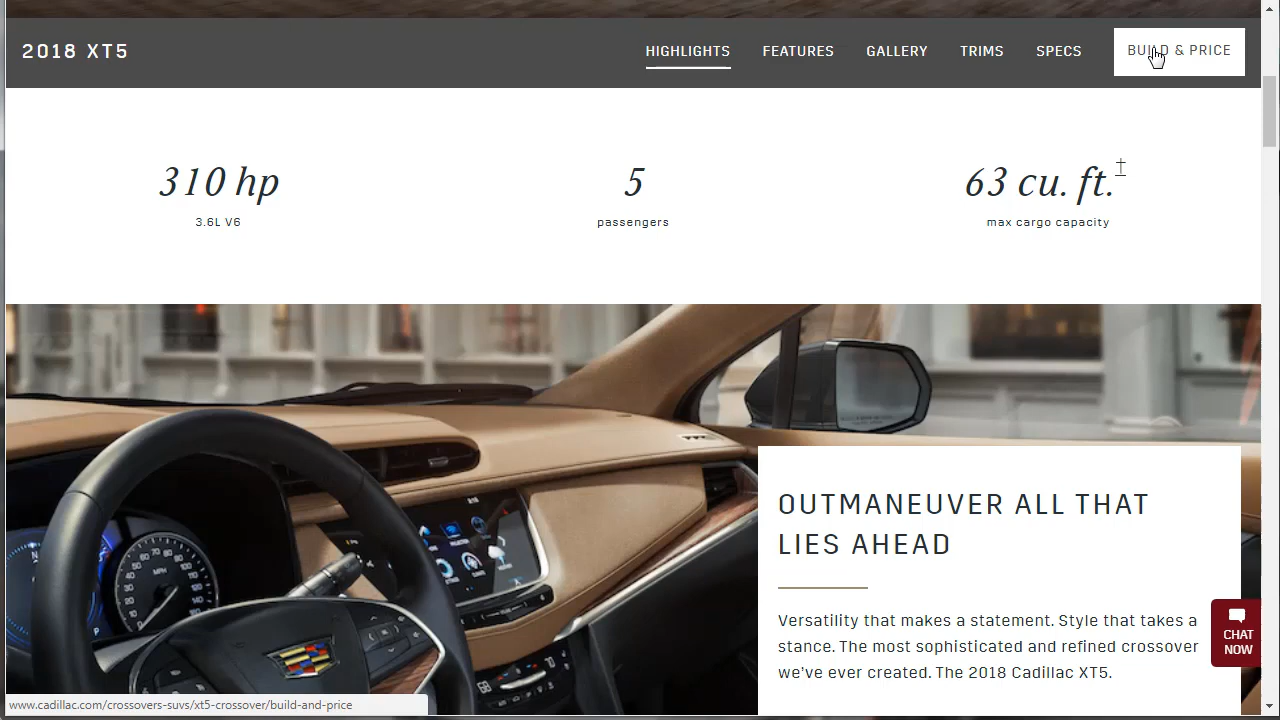 2018 XT5
HIGHLIGHTS
FEATURES
GALLERY
TRIMS
SPECS
BUILD & PRICE
310 hp
3.6L V6
5
passengers
63 cu. ft.†
max cargo capacity
OUTMANEUVER ALL THAT
LIES AHEAD
Versatility that makes a statement. Style that takes a
stance. The most sophisticated and refined crossover
we've ever created. The 2018 Cadillac XT5.
CHAT
NOW
MPH
www.cadillac.com/crossovers-suvs/xt5-crossover/build-and-price